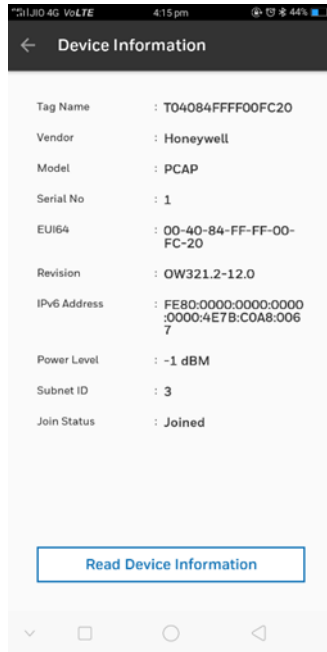 JIO 4G VoLTE 4:15 pm 44%
← Device Information
Tag Name : T04084FFFF00FC20
Vendor : Honeywell
Model : PCAP
Serial No : 1
EUI64 : 00-40-84-FF-FF-00-
FC-20
Revision : OW321.2-12.0
IPv6 Address : FE80:0000:0000:0000
:0000:4E7B:C0A8:006
7
Power Level : -1 dBM
Subnet ID : 3
Join Status : Joined
Read Device Information